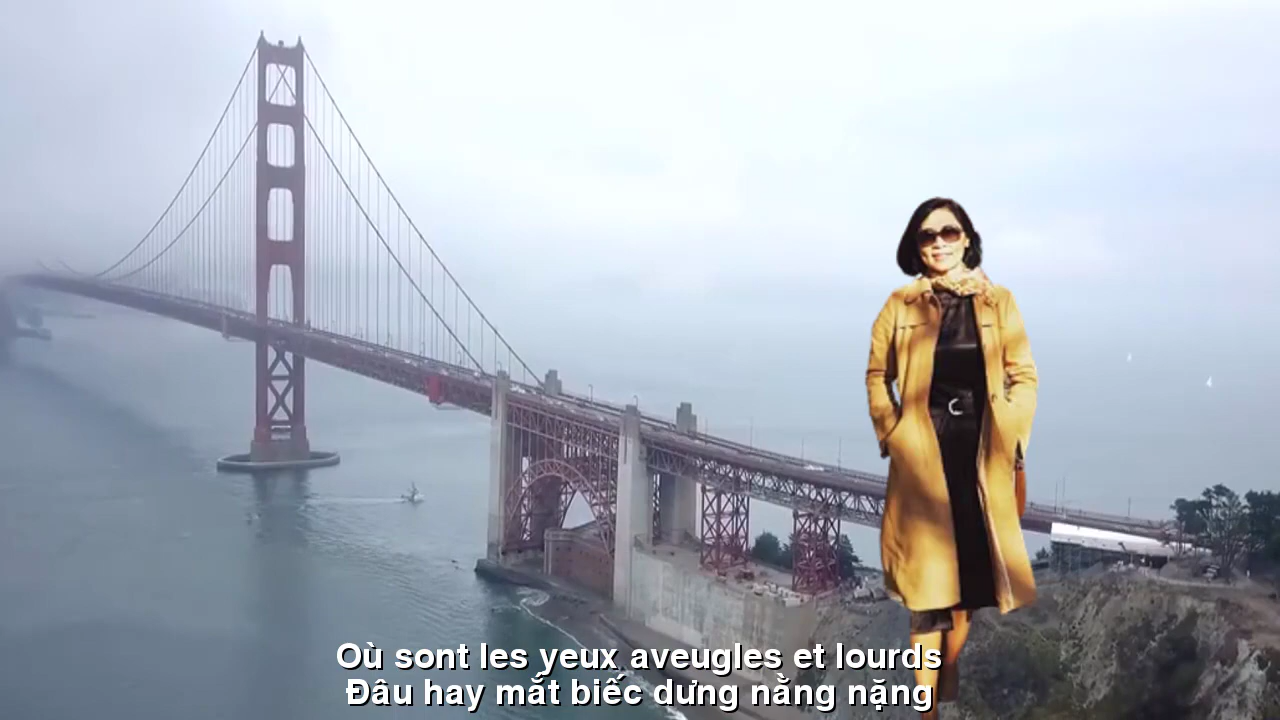 Où sont les yeux aveugles et lourds
Đâu hay mắt biếc dưng nằng nặng